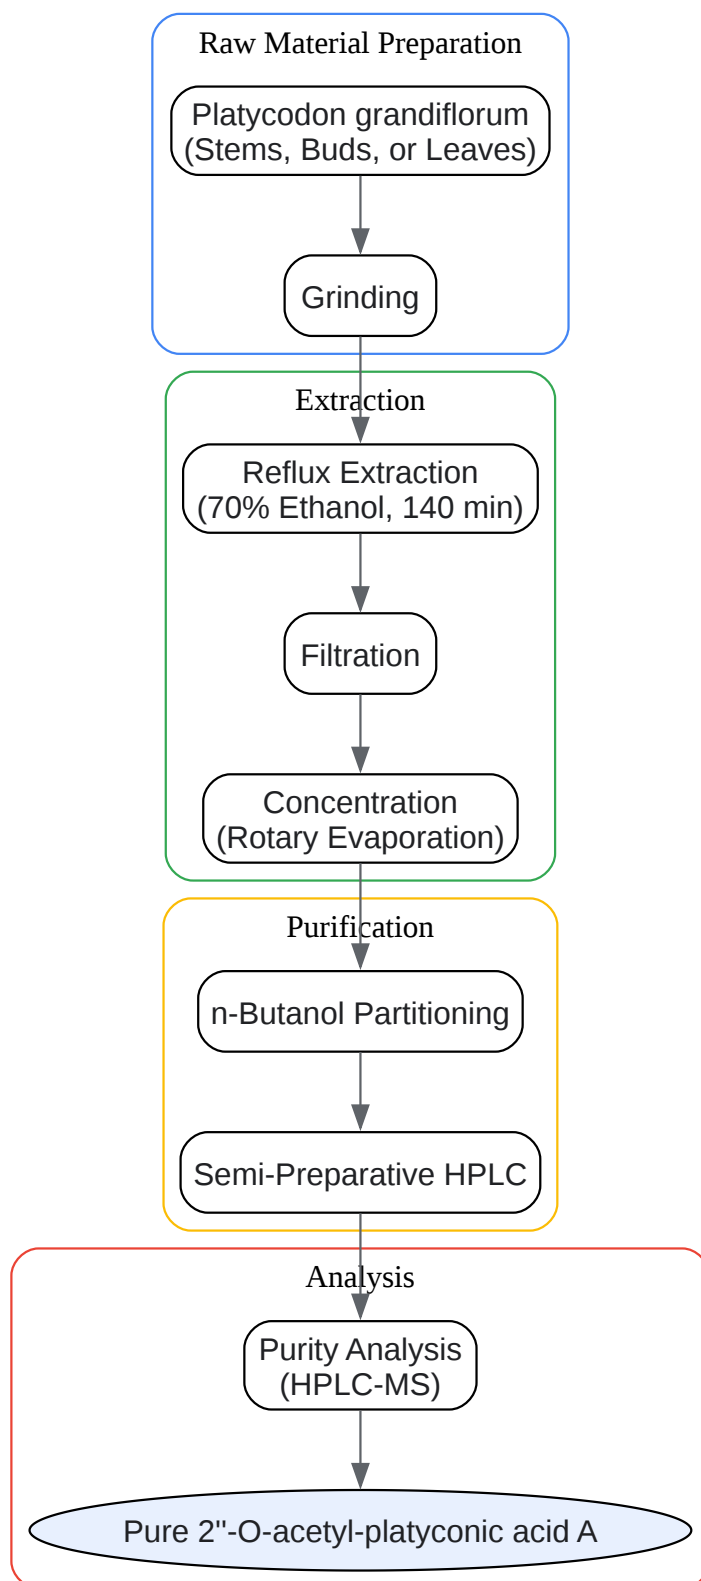 Raw Material Preparation
Platycodon grandiflorum
(Stems, Buds, or Leaves)
Grinding
Extraction
Reflux Extraction
(70% Ethanol, 140 min)
Filtration
Concentration
(Rotary Evaporation)
Purification
n-Butanol Partitioning
Semi-Preparative HPLC
Analysis
Purity Analysis
(HPLC-MS)
Pure 2"-O-acetyl-platyconic acid A